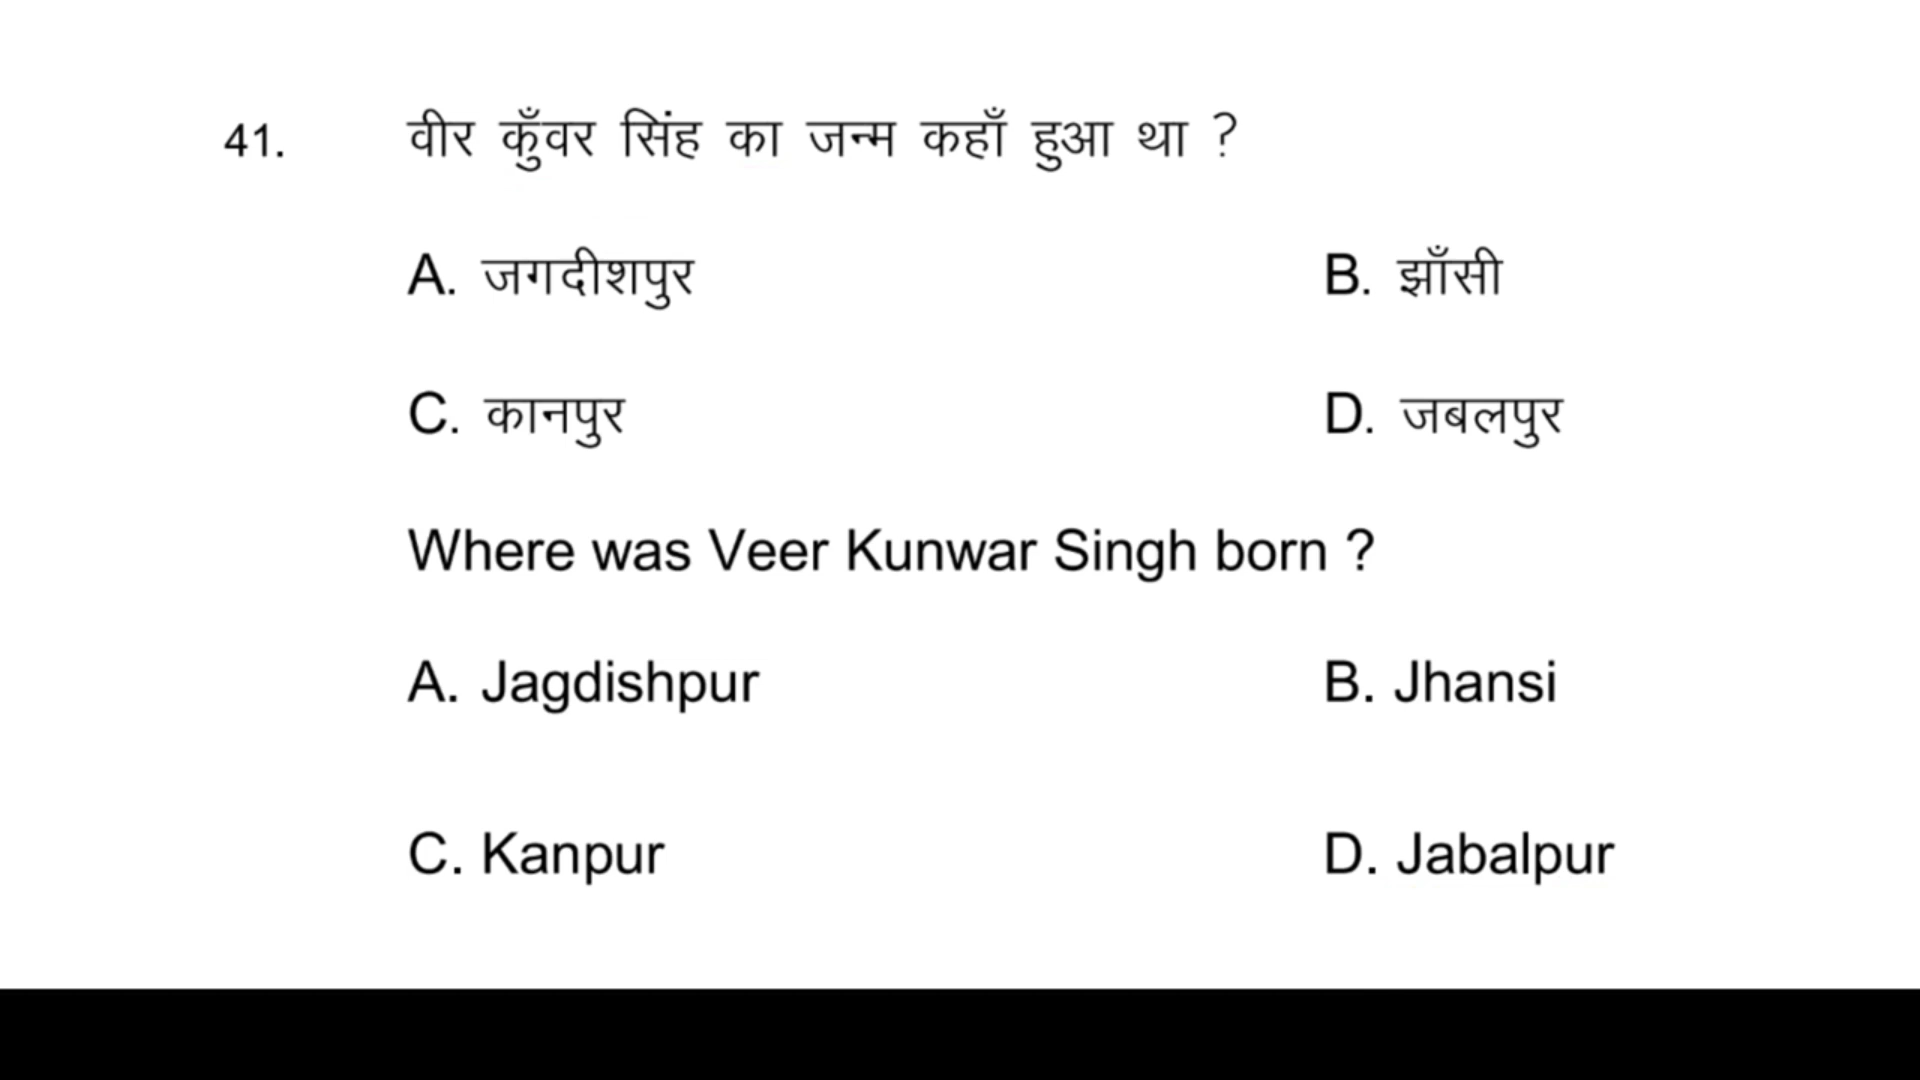 41. वीर कुँवर सिंह का जन्म कहाँ हुआ था ?
A. जगदीशपुर B. झाँसी
C. कानपुर D. जबलपुर
Where was Veer Kunwar Singh born ?
A. Jagdishpur B. Jhansi
C. Kanpur D. Jabalpur